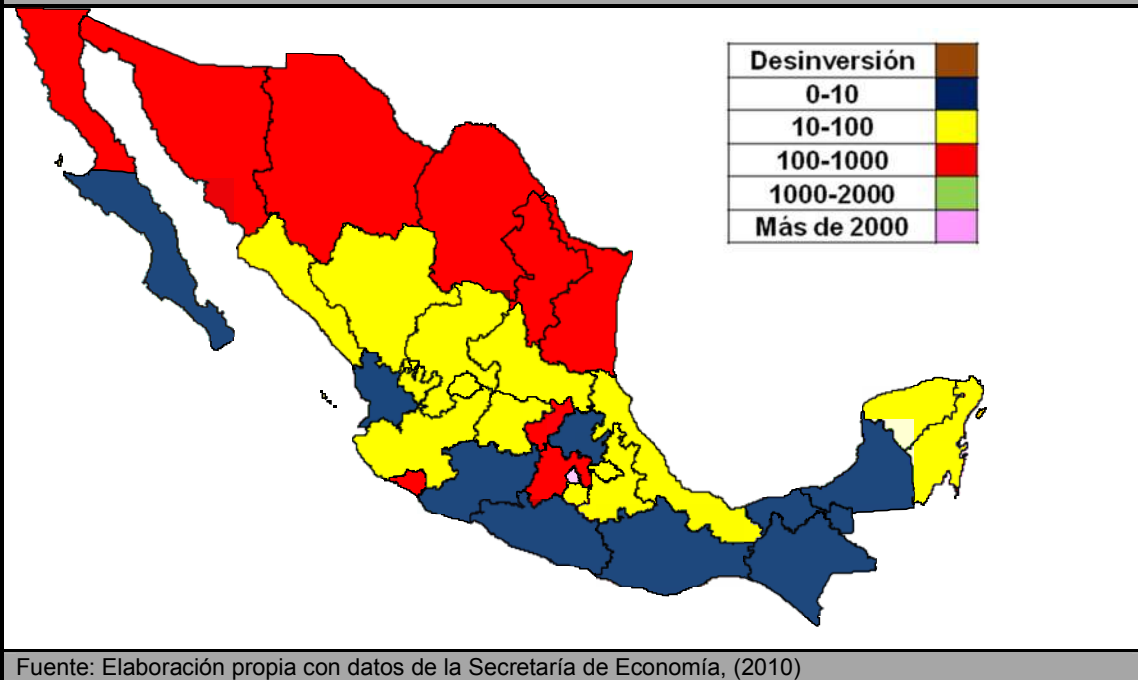 Desinversión
0-10
10-100
100-1000
1000-2000
Más de 2000
Fuente: Elaboración propia con datos de la Secretaría de Economía, (2010)